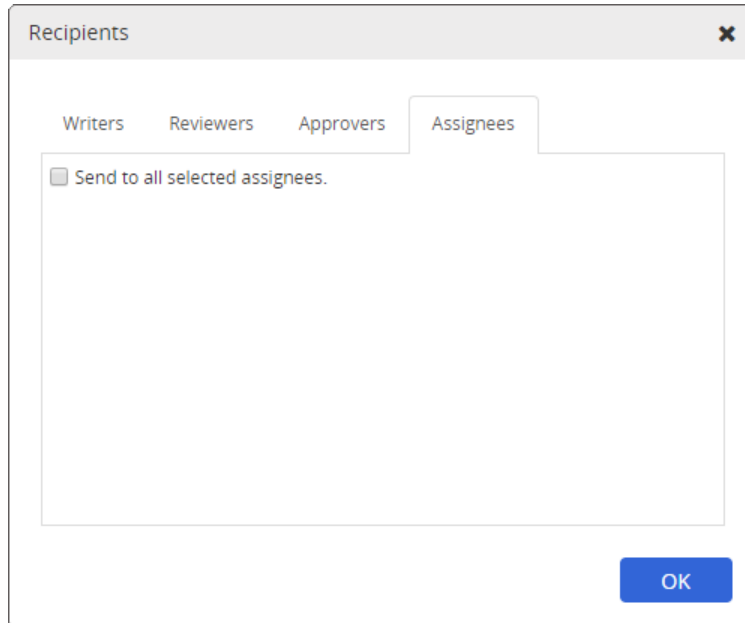 Recipients
Writers Reviewers Approvers Assignees
Send to all selected assignees.
OK